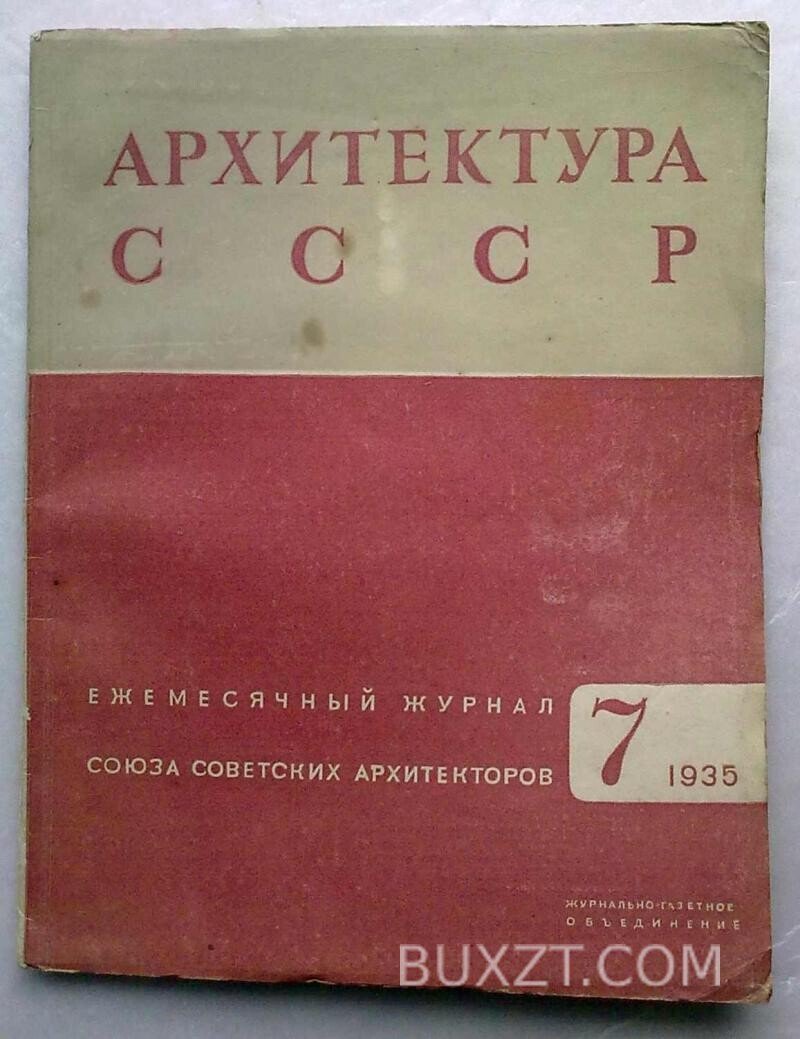 АРХИТЕКТУРА
СССР
ЕЖЕМЕСЯЧНЫЙ ЖУРНАЛ
СОЮЗА СОВЕТСКИХ АРХИТЕКТОРОВ
7 1935
ЖУРНАЛЬНО-ГАЗЕТНОЕ
ОБЪЕДИНЕНИЕ
BUXZT.COM